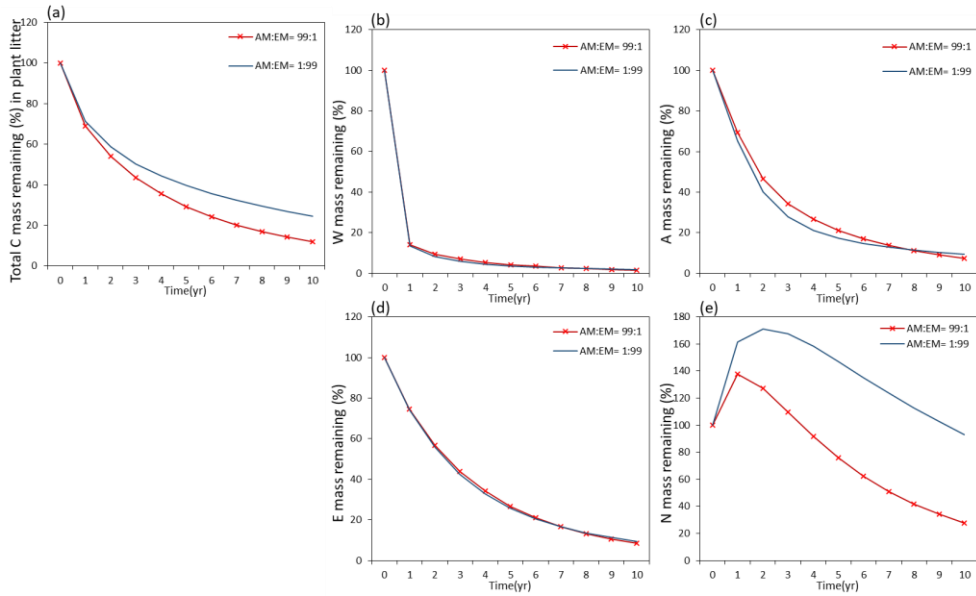 (a)
Total C mass remaining (%) in plant litter
120
100
80
60
40
20
0
AM:EM= 99:1
AM:EM= 1:99
0 1 2 3 4 5 6 7 8 9 10
Time(yr)
(b)
W mass remaining (%)
120
100
80
60
40
20
0
AM:EM= 99:1
AM:EM= 1:99
0 1 2 3 4 5 6 7 8 9 10
Time(yr)
(c)
A mass remaining (%)
120
100
80
60
40
20
0
AM:EM= 99:1
AM:EM= 1:99
0 1 2 3 4 5 6 7 8 9 10
Time(yr)
(d)
E mass remaining (%)
120
100
80
60
40
20
0
AM:EM= 99:1
AM:EM= 1:99
0 1 2 3 4 5 6 7 8 9 10
Time(yr)
(e)
N mass remaining (%)
180
160
140
120
100
80
60
40
20
0
AM:EM= 99:1
AM:EM= 1:99
0 1 2 3 4 5 6 7 8 9 10
Time(yr)